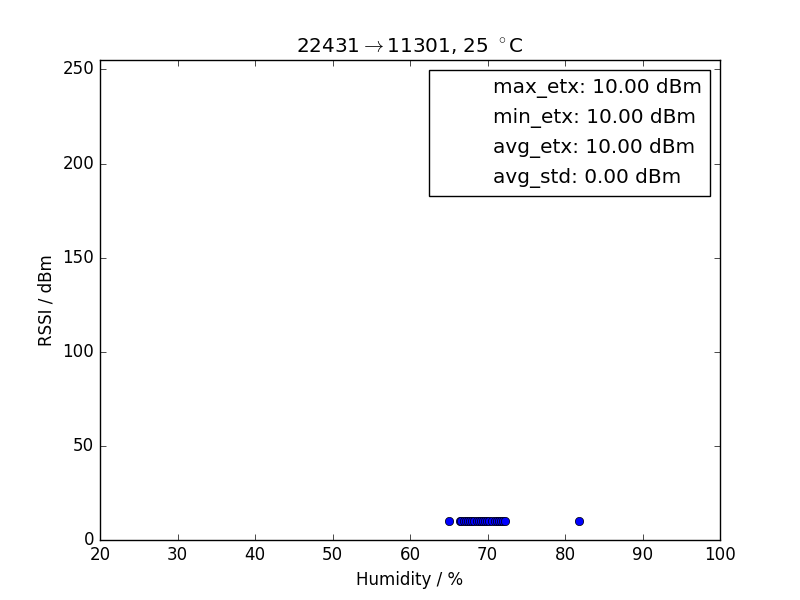 22431→11301, 25 °C
max_etx: 10.00 dBm
min_etx: 10.00 dBm
avg_etx: 10.00 dBm
avg_std: 0.00 dBm
RSSI / dBm
250
200
150
100
50
0
20 30 40 50 60 70 80 90 100
Humidity / %